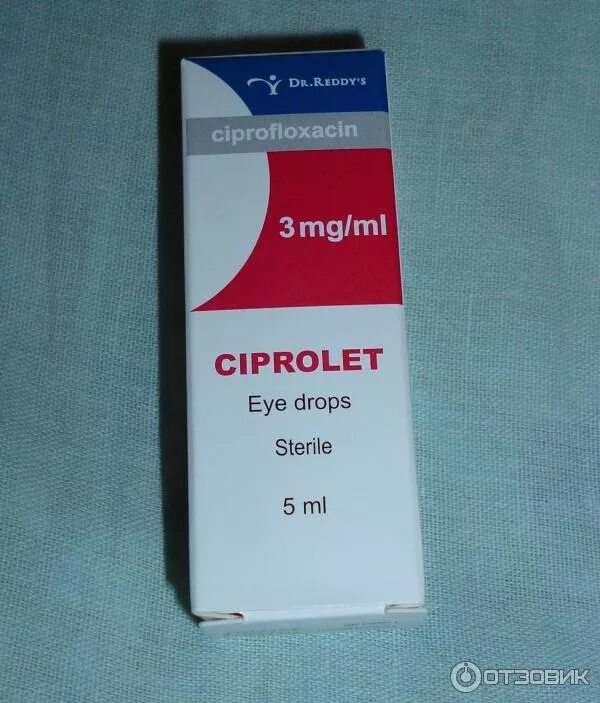 DR.REDDY'S
ciprofloxacin
3 mg/ml
CIPROLET
Eye drops
Sterile
5 ml
ОТЗОВИК